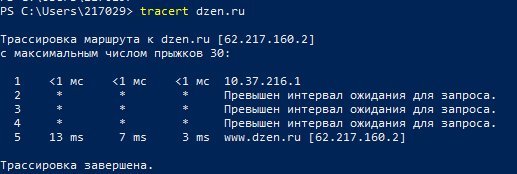 PS C:\Users\217029> tracert dzen.ru
Трассировка маршрута к dzen.ru [62.217.160.2]
с максимальным числом прыжков 30:
1 <1 мс <1 мс <1 мс 10.37.216.1
2 * * * Превышен интервал ожидания для запроса.
3 * * * Превышен интервал ожидания для запроса.
4 * * * Превышен интервал ожидания для запроса.
5 13 ms 7 ms 3 ms www.dzen.ru [62.217.160.2]
Трассировка завершена.